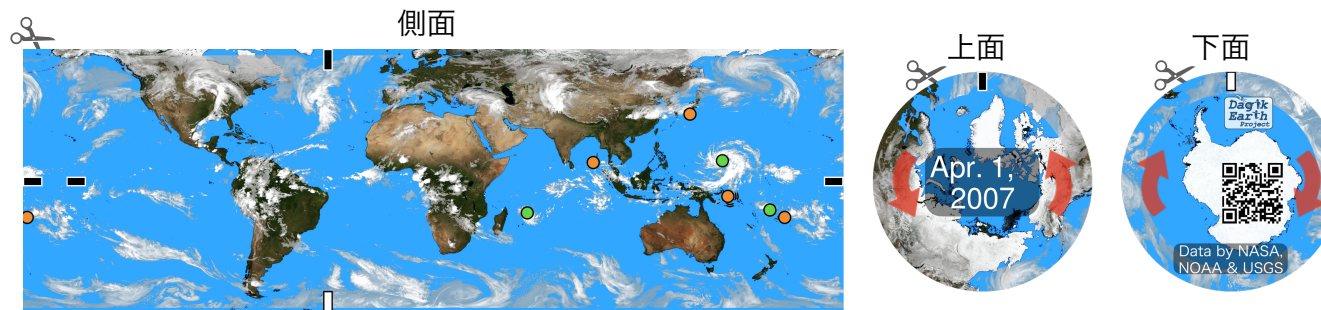 側面
上面
下面
Apr. 1,
2007
Dagik
Earth
Project
Data by NASA,
NOAA & USGS